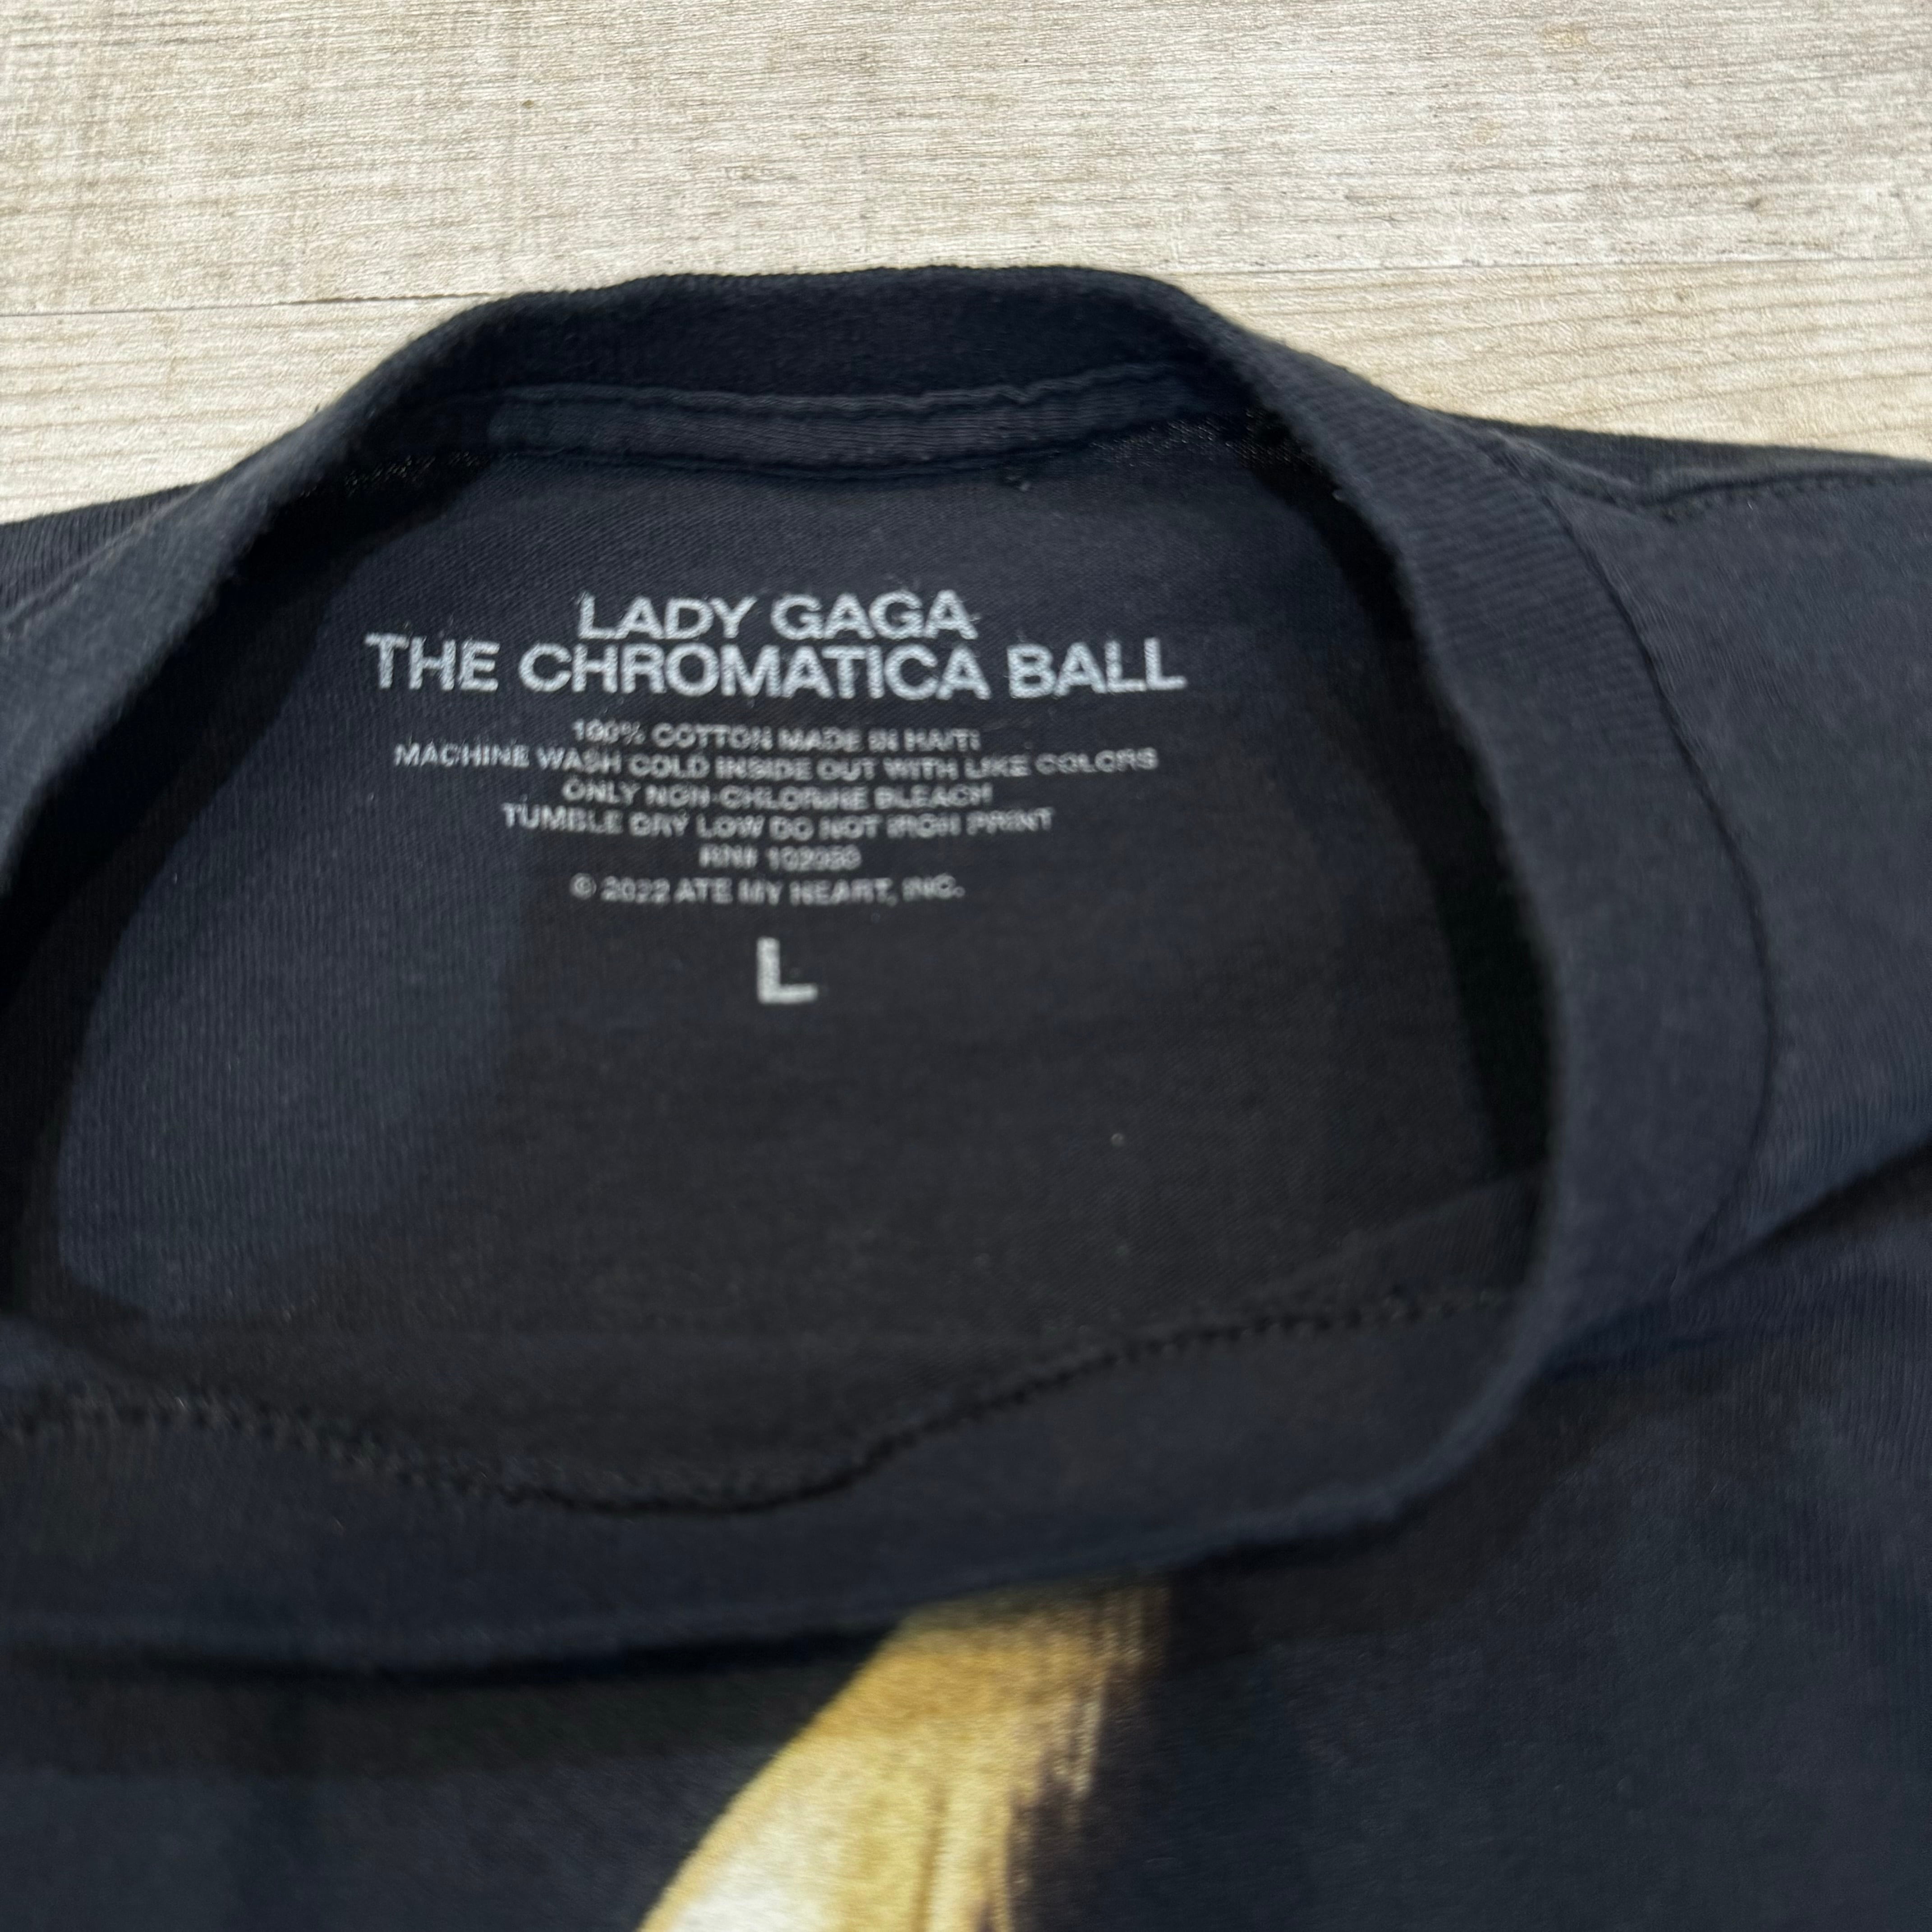 LADY GAGA
THE CHROMATICA BALL
100% COTTON MADE IN HAITI
MACHINE WASH COLD INSIDE OUT WITH LIKE COLORS
ONLY NON-CHLORINE BLEACH
TUMBLE DRY LOW DO NOT IRON PRINT
RN#
© 2022 ATE MY HEART, INC.
L